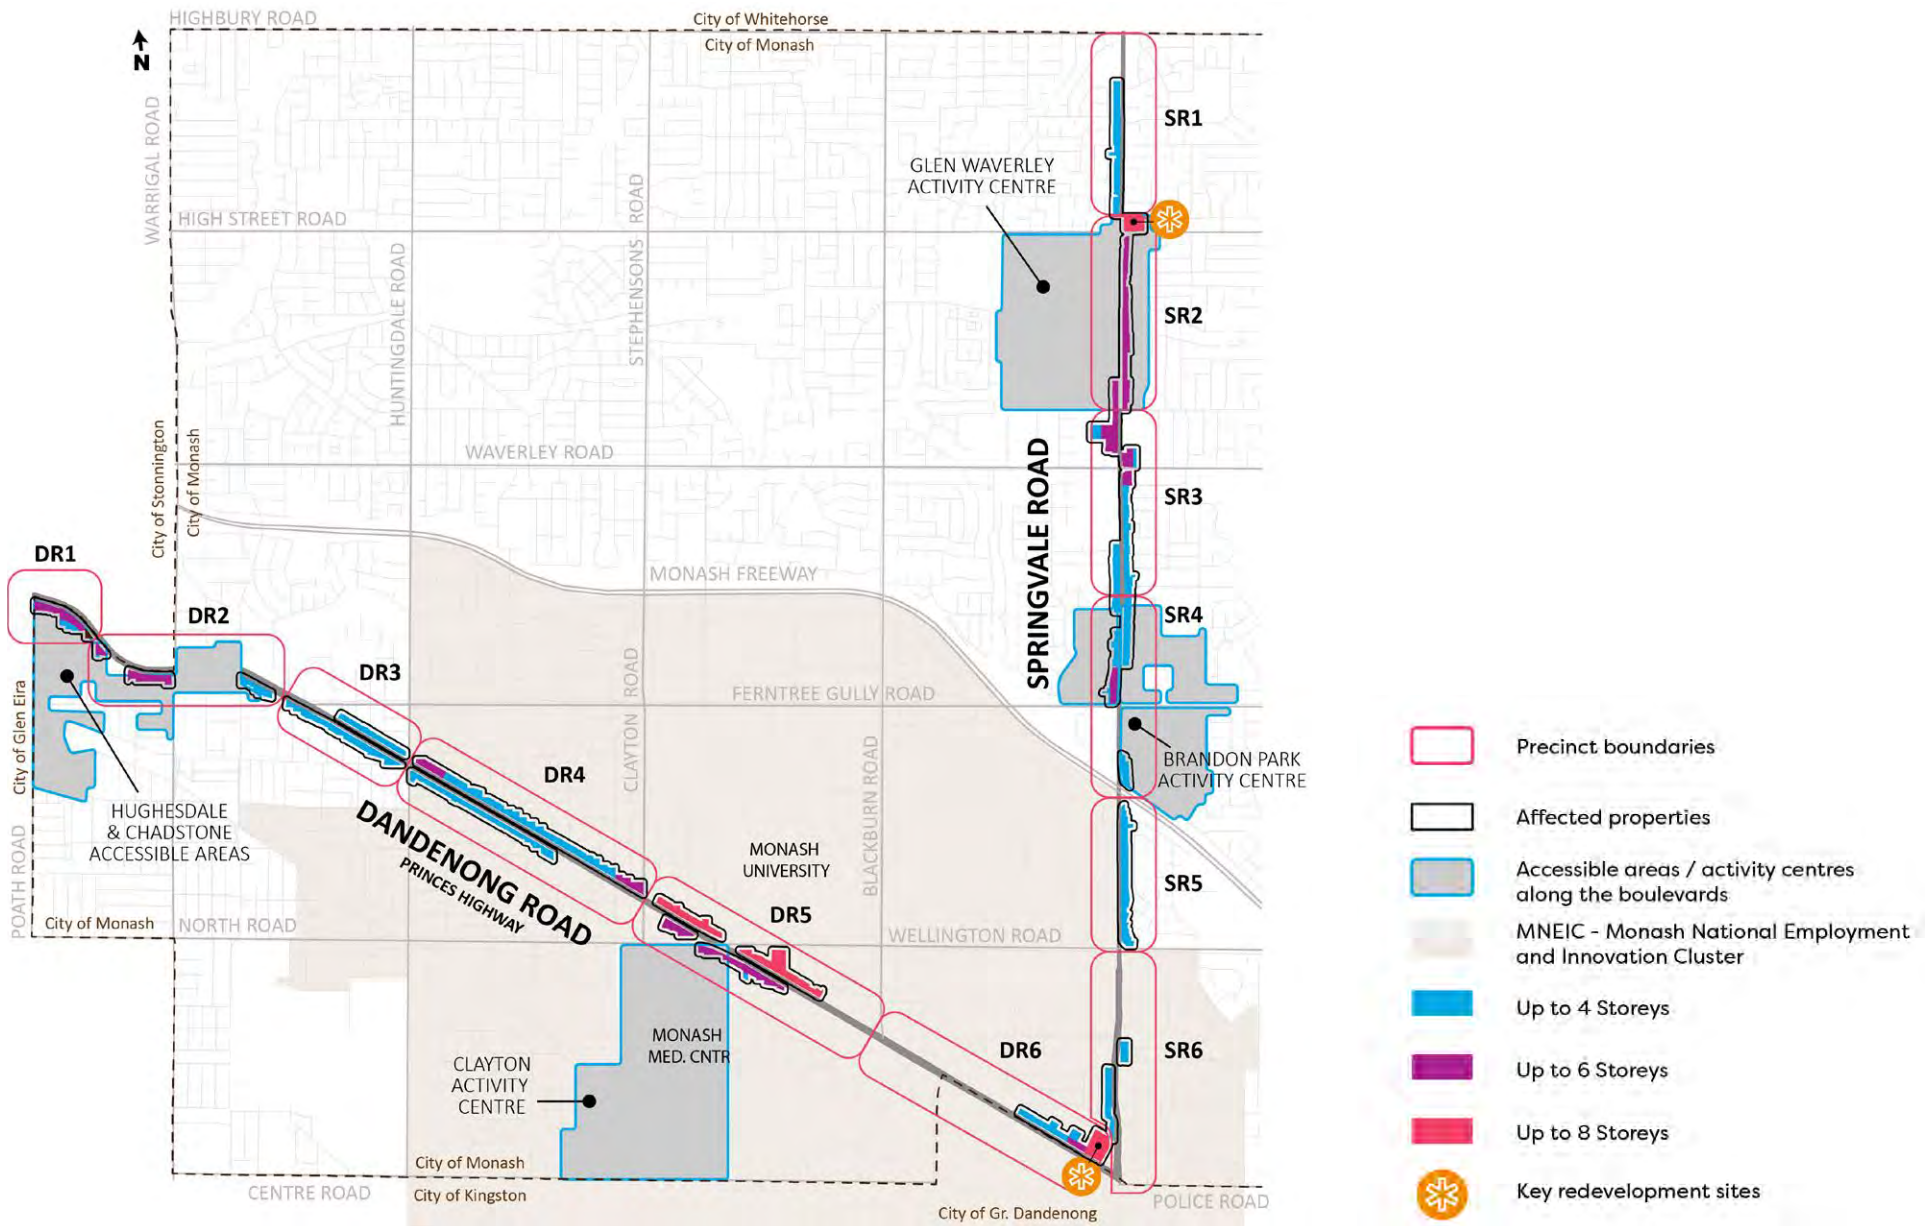 HIGHBURY ROAD
City of Whitehorse
City of Monash
N
WARRIGAL ROAD
SR1
GLEN WAVERLEY
ACTIVITY CENTRE
HIGH STREET ROAD
STEPHENSONS ROAD
HUNTINGDALE ROAD
SR2
WAVERLEY ROAD
City of Stonnington
City of Monash
SPRINGVALE ROAD
SR3
DR1
MONASH FREEWAY
DR2
SR4
DR3
CLAYTON ROAD
FERNTREE GULLY ROAD
City of Glen Eira
BRANDON PARK
ACTIVITY CENTRE
DR4
BLACKBURN ROAD
HUGHESDALE
& CHADSTONE
ACCESSIBLE AREAS
DANDENONG ROAD
PRINCES HIGHWAY
MONASH
UNIVERSITY
POATH ROAD
SR5
DR5
City of Monash
NORTH ROAD
WELLINGTON ROAD
MONASH
MED. CNTR
DR6
SR6
CLAYTON
ACTIVITY
CENTRE
City of Monash
CENTRE ROAD
City of Kingston
City of Gr. Dandenong
POLICE ROAD
Precinct boundaries
Affected properties
Accessible areas / activity centres
along the boulevards
MNEIC - Monash National Employment
and Innovation Cluster
Up to 4 Storeys
Up to 6 Storeys
Up to 8 Storeys
Key redevelopment sites